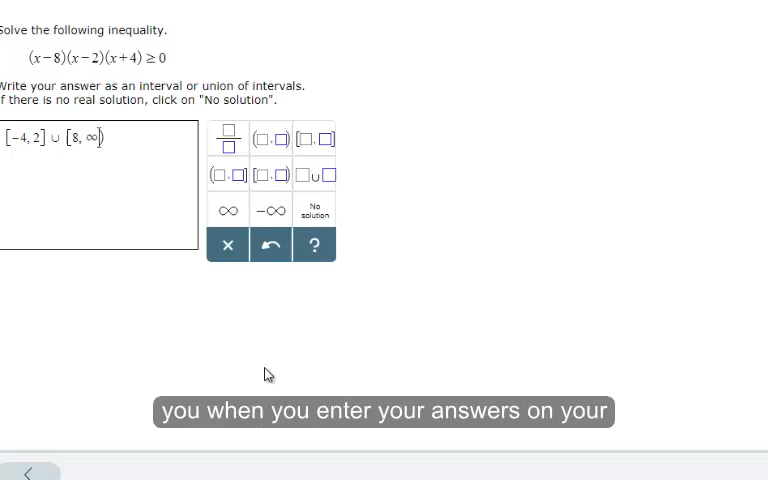 Solve the following inequality.
(x−8)(x−2)(x+4) ≥ 0
Write your answer as an interval or union of intervals.
If there is no real solution, click on "No solution".
[−4, 2] ∪ [8, ∞)
(□,□) [□,□]
(□,□] [□,□) □∪□
∞ −∞ No solution
× ?
you when you enter your answers on your